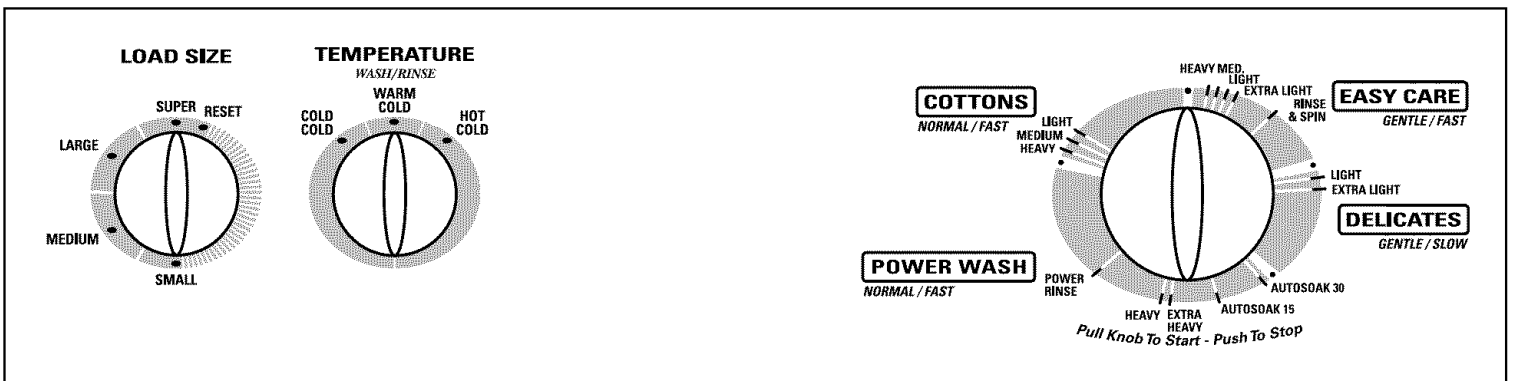 LOAD SIZE
SUPER
RESET
LARGE
MEDIUM
SMALL
TEMPERATURE
WASH/RINSE
COLD
COLD
WARM
COLD
HOT
COLD
COTTONS
NORMAL / FAST
LIGHT
MEDIUM
HEAVY
HEAVY MED.
LIGHT
EXTRA LIGHT
RINSE
& SPIN
EASY CARE
GENTLE / FAST
LIGHT
EXTRA LIGHT
DELICATES
GENTLE / SLOW
POWER WASH
NORMAL / FAST
POWER
RINSE
HEAVY
EXTRA
HEAVY
AUTOSOAK 15
AUTOSOAK 30
Pull Knob To Start - Push To Stop